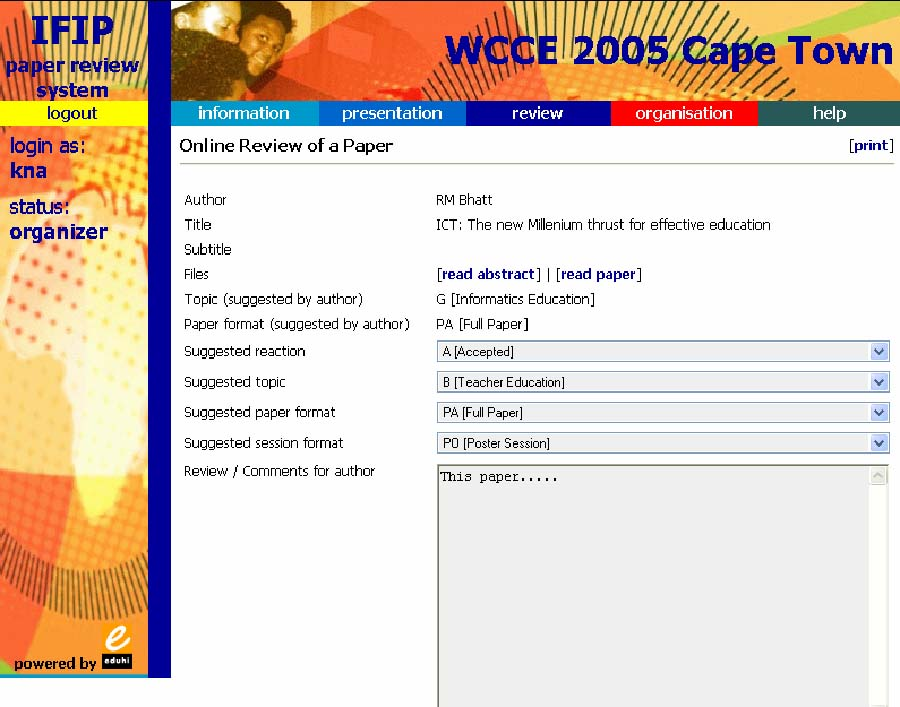 IFIP
paper review
system
logout
login as:
kna
status:
organizer
powered by e
eduhi
WCCE 2005 Cape Town
information presentation review organisation help
Online Review of a Paper [print]
Author RM Bhatt
Title ICT: The new Millenium thrust for effective education
Subtitle
Files [read abstract] | [read paper]
Topic (suggested by author) G [Informatics Education]
Paper format (suggested by author) PA [Full Paper]
Suggested reaction A [Accepted]
Suggested topic B [Teacher Education]
Suggested paper format PA [Full Paper]
Suggested session format PO [Poster Session]
Review / Comments for author This paper.....